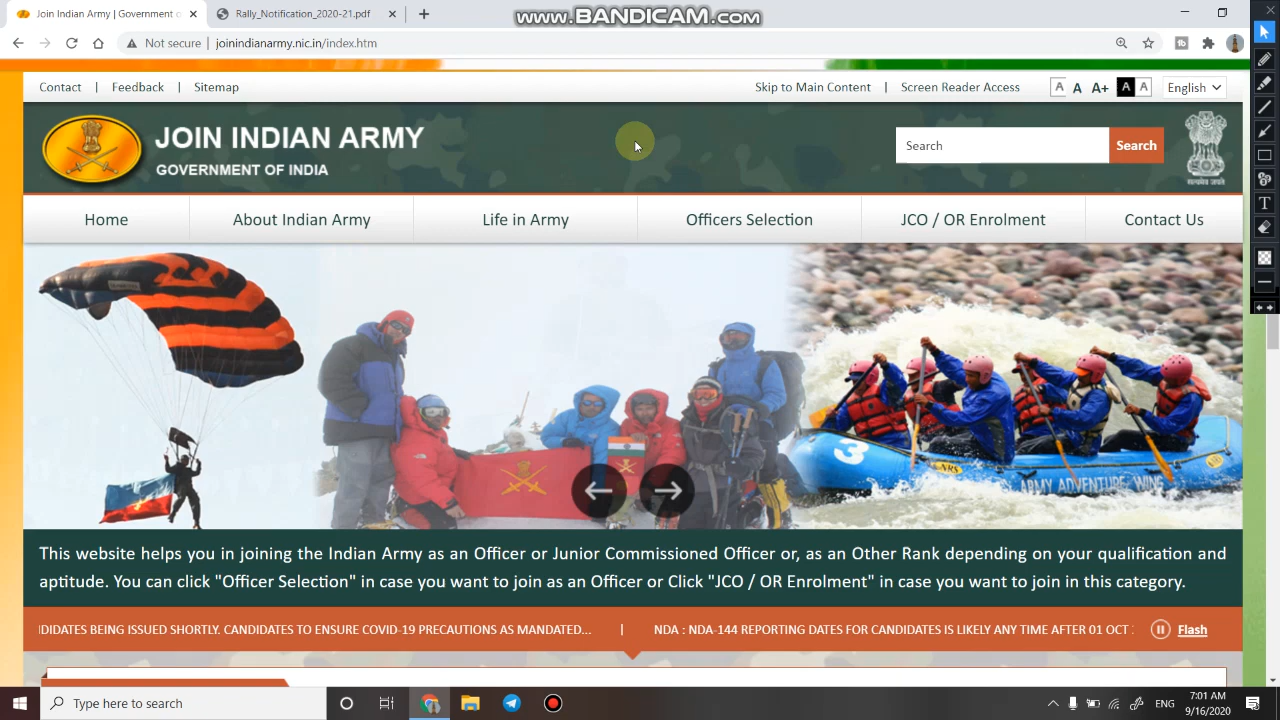 Join Indian Army | Government o
Rally_Notification_2020-21.pdf
www.BANDICAM.com
Not secure | joinindianarmy.nic.in/index.htm
Contact | Feedback | Sitemap
Skip to Main Content | Screen Reader Access
A A A+ A A English
JOIN INDIAN ARMY
GOVERNMENT OF INDIA
Search Search
Home About Indian Army Life in Army Officers Selection JCO / OR Enrolment Contact Us
3
NRS
ARMY ADVENTURE WING
This website helps you in joining the Indian Army as an Officer or Junior Commissioned Officer or, as an Other Rank depending on your qualification and
aptitude. You can click "Officer Selection" in case you want to join as an Officer or Click "JCO / OR Enrolment" in case you want to join in this category.
IDIDATES BEING ISSUED SHORTLY. CANDIDATES TO ENSURE COVID-19 PRECAUTIONS AS MANDATED... | NDA : NDA-144 REPORTING DATES FOR CANDIDATES IS LIKELY ANY TIME AFTER 01 OCT
Flash
Type here to search
ENG
7:01 AM
9/16/2020